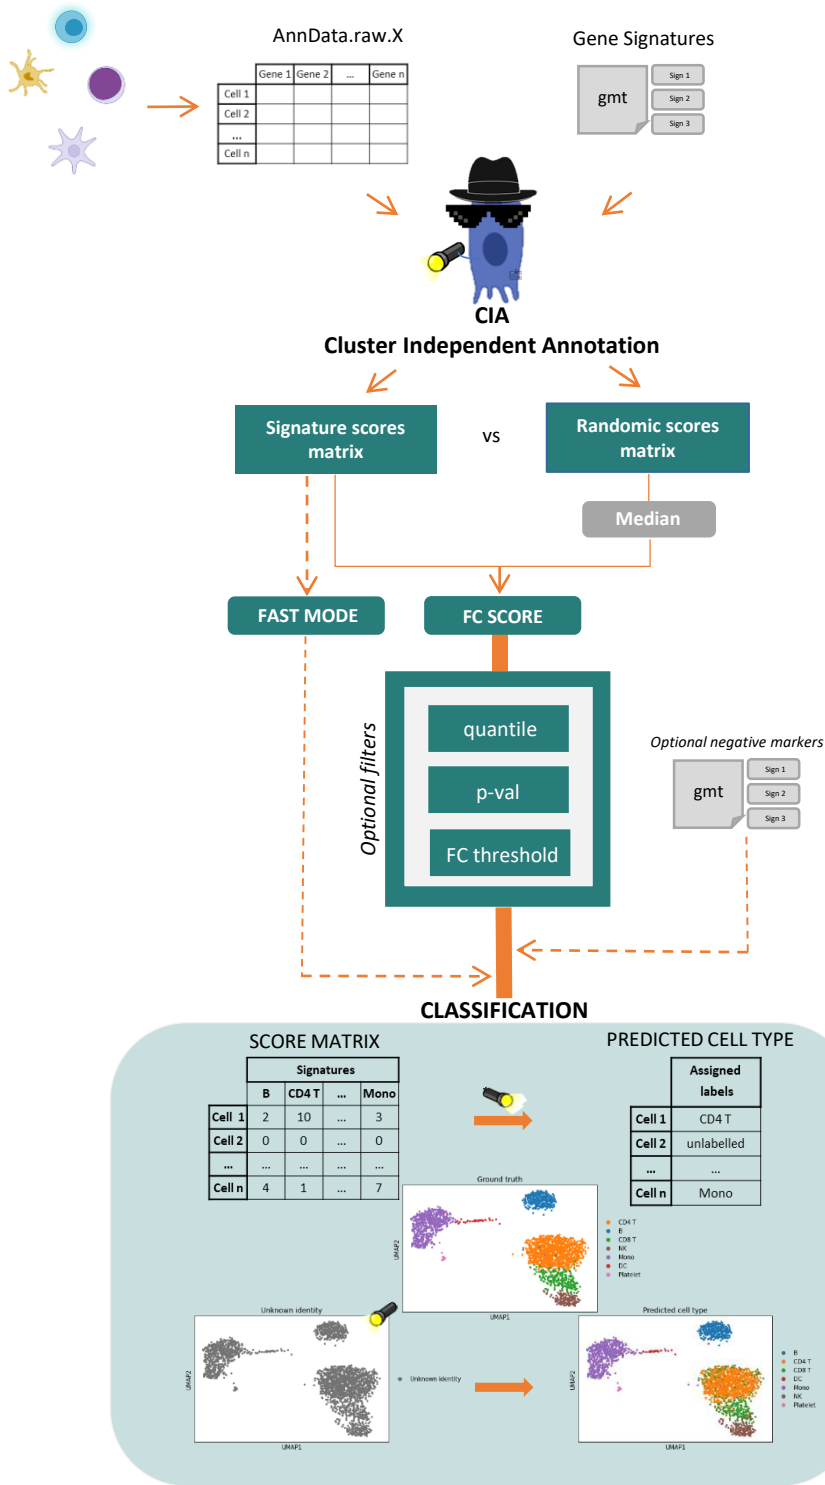 AnnData.raw.X
Gene Signatures
Gene 1 Gene 2 ... Gene n
Cell 1
Cell 2
...
Cell n
gmt
Sign 1
Sign 2
Sign 3
CIA
Cluster Independent Annotation
Signature scores
matrix
vs
Randomic scores
matrix
Median
FAST MODE
FC SCORE
Optional filters
quantile
p-val
FC threshold
Optional negative markers
gmt
Sign 1
Sign 2
Sign 3
CLASSIFICATION
SCORE MATRIX
Signatures
B CD4 T ... Mono
Cell 1 2 10 ... 3
Cell 2 0 0 ... 0
... ... ... ... ...
Cell n 4 1 ... 7
PREDICTED CELL TYPE
Assigned
labels
Cell 1 CD4 T
Cell 2 unlabelled
... ...
Cell n Mono
Ground truth
UMAP2
UMAP1
CD4 T
B
CD8 T
NK
Mono
DC
Platelet
Unknown identity
UMAP2
UMAP1
Unknown identity
Predicted cell type
UMAP2
UMAP1
B
CD4 T
CD8 T
DC
Mono
NK
Platelet